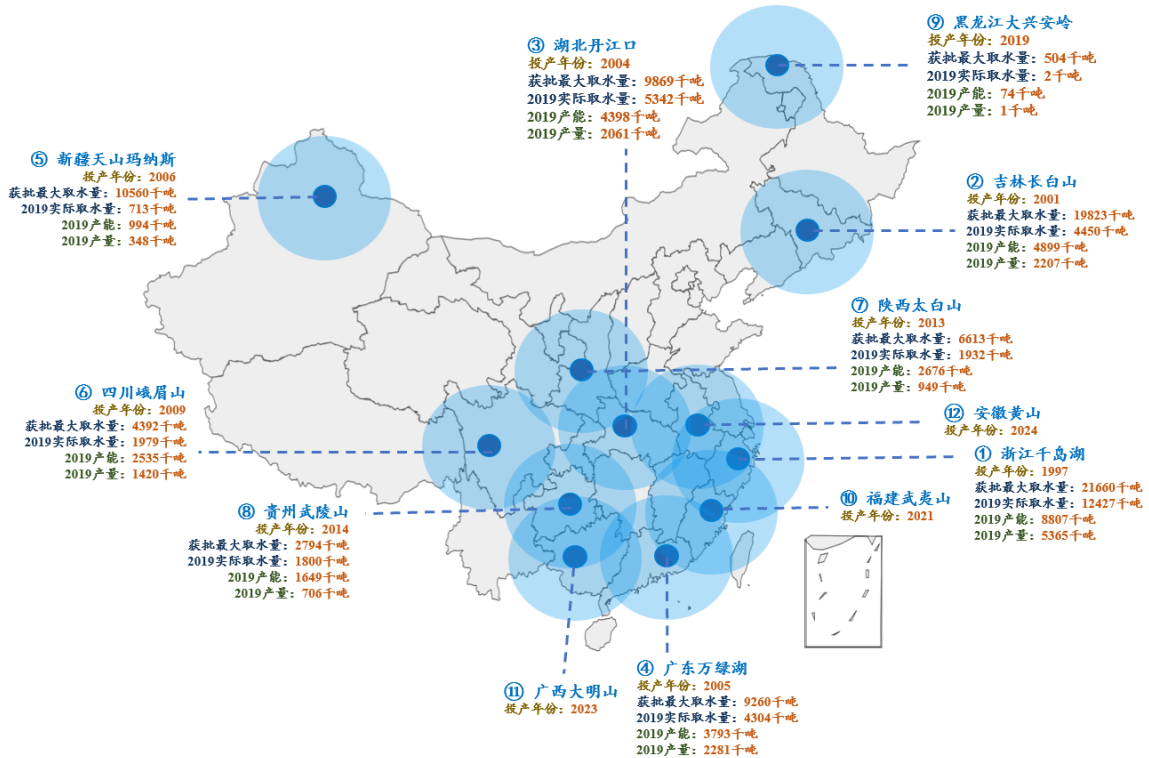 ⑨ 黑龙江大兴安岭
投产年份：2019
获批最大取水量：504千吨
2019实际取水量：2千吨
2019产能：74千吨
2019产量：1千吨
③ 湖北丹江口
投产年份：2004
获批最大取水量：9869千吨
2019实际取水量：5342千吨
2019产能：4398千吨
2019产量：2061千吨
⑤ 新疆天山玛纳斯
投产年份：2006
获批最大取水量：10560千吨
2019实际取水量：713千吨
2019产能：994千吨
2019产量：348千吨
② 吉林长白山
投产年份：2001
获批最大取水量：19823千吨
2019实际取水量：4450千吨
2019产能：4899千吨
2019产量：2207千吨
⑦ 陕西太白山
投产年份：2013
获批最大取水量：6613千吨
2019实际取水量：1932千吨
2019产能：2676千吨
2019产量：949千吨
⑥ 四川峨眉山
投产年份：2009
获批最大取水量：4392千吨
2019实际取水量：1979千吨
2019产能：2535千吨
2019产量：1420千吨
⑫ 安徽黄山
投产年份：2024
① 浙江千岛湖
投产年份：1997
获批最大取水量：21660千吨
2019实际取水量：12427千吨
2019产能：8807千吨
2019产量：5365千吨
⑩ 福建武夷山
投产年份：2021
⑧ 贵州武陵山
投产年份：2014
获批最大取水量：2794千吨
2019实际取水量：1800千吨
2019产能：1649千吨
2019产量：706千吨
⑪ 广西大明山
投产年份：2023
④ 广东万绿湖
投产年份：2005
获批最大取水量：9260千吨
2019实际取水量：4304千吨
2019产能：3793千吨
2019产量：2281千吨